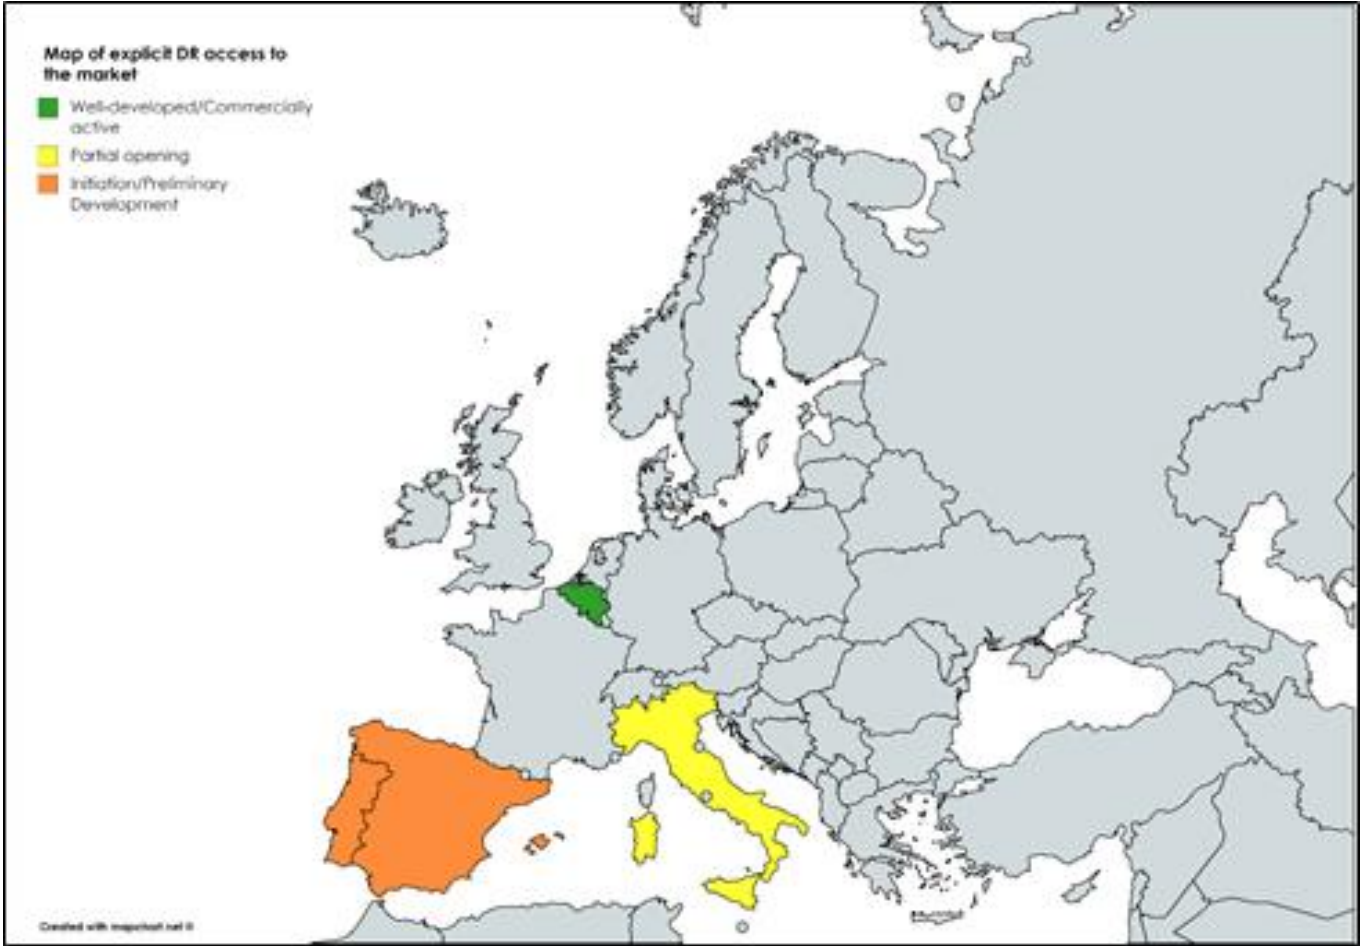 Map of explicit DR access to
the market
Well-developed/Commercially
active
Partial opening
Initiation/Preliminary
Development
Created with mapchart.net ©